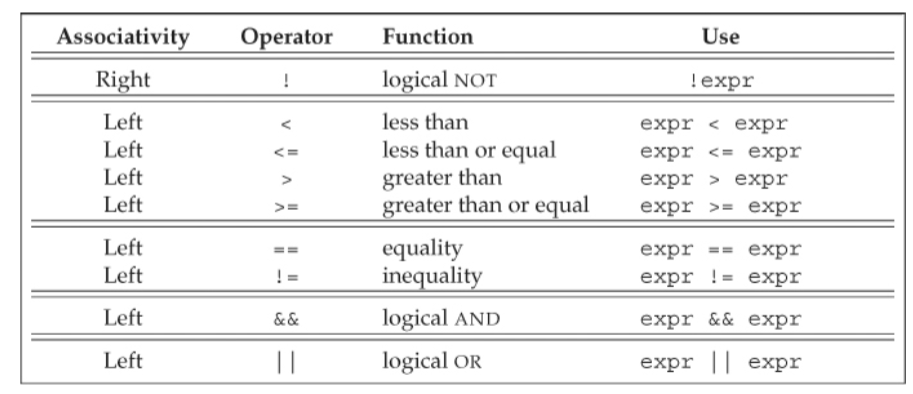 Associativity Operator Function Use
Right ! logical NOT !expr
Left < less than expr < expr
Left <= less than or equal expr <= expr
Left > greater than expr > expr
Left >= greater than or equal expr >= expr
Left == equality expr == expr
Left != inequality expr != expr
Left && logical AND expr && expr
Left || logical OR expr || expr